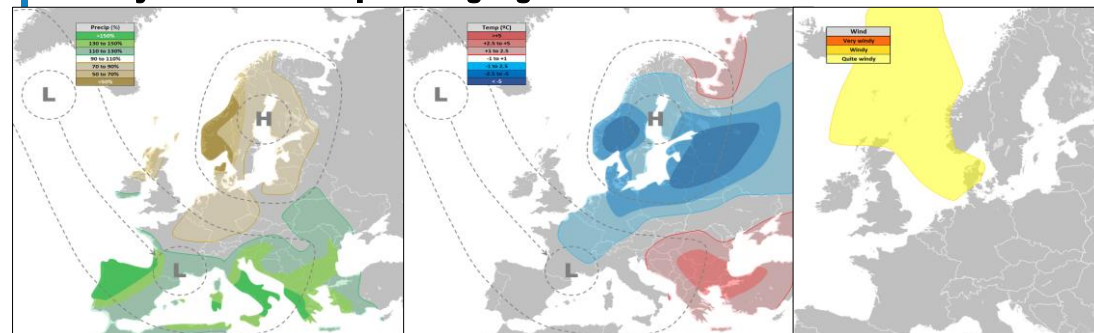 Precip (%)
>150%
130 to 150%
110 to 130%
90 to 110%
70 to 90%
50 to 70%
<50%
L
H
L
Temp (ºC)
>+5
+2.5 to +5
+1 to 2.5
-1 to +1
-1 to -2.5
-2.5 to -5
< -5
L
H
L
Wind
Very windy
Windy
Quite windy